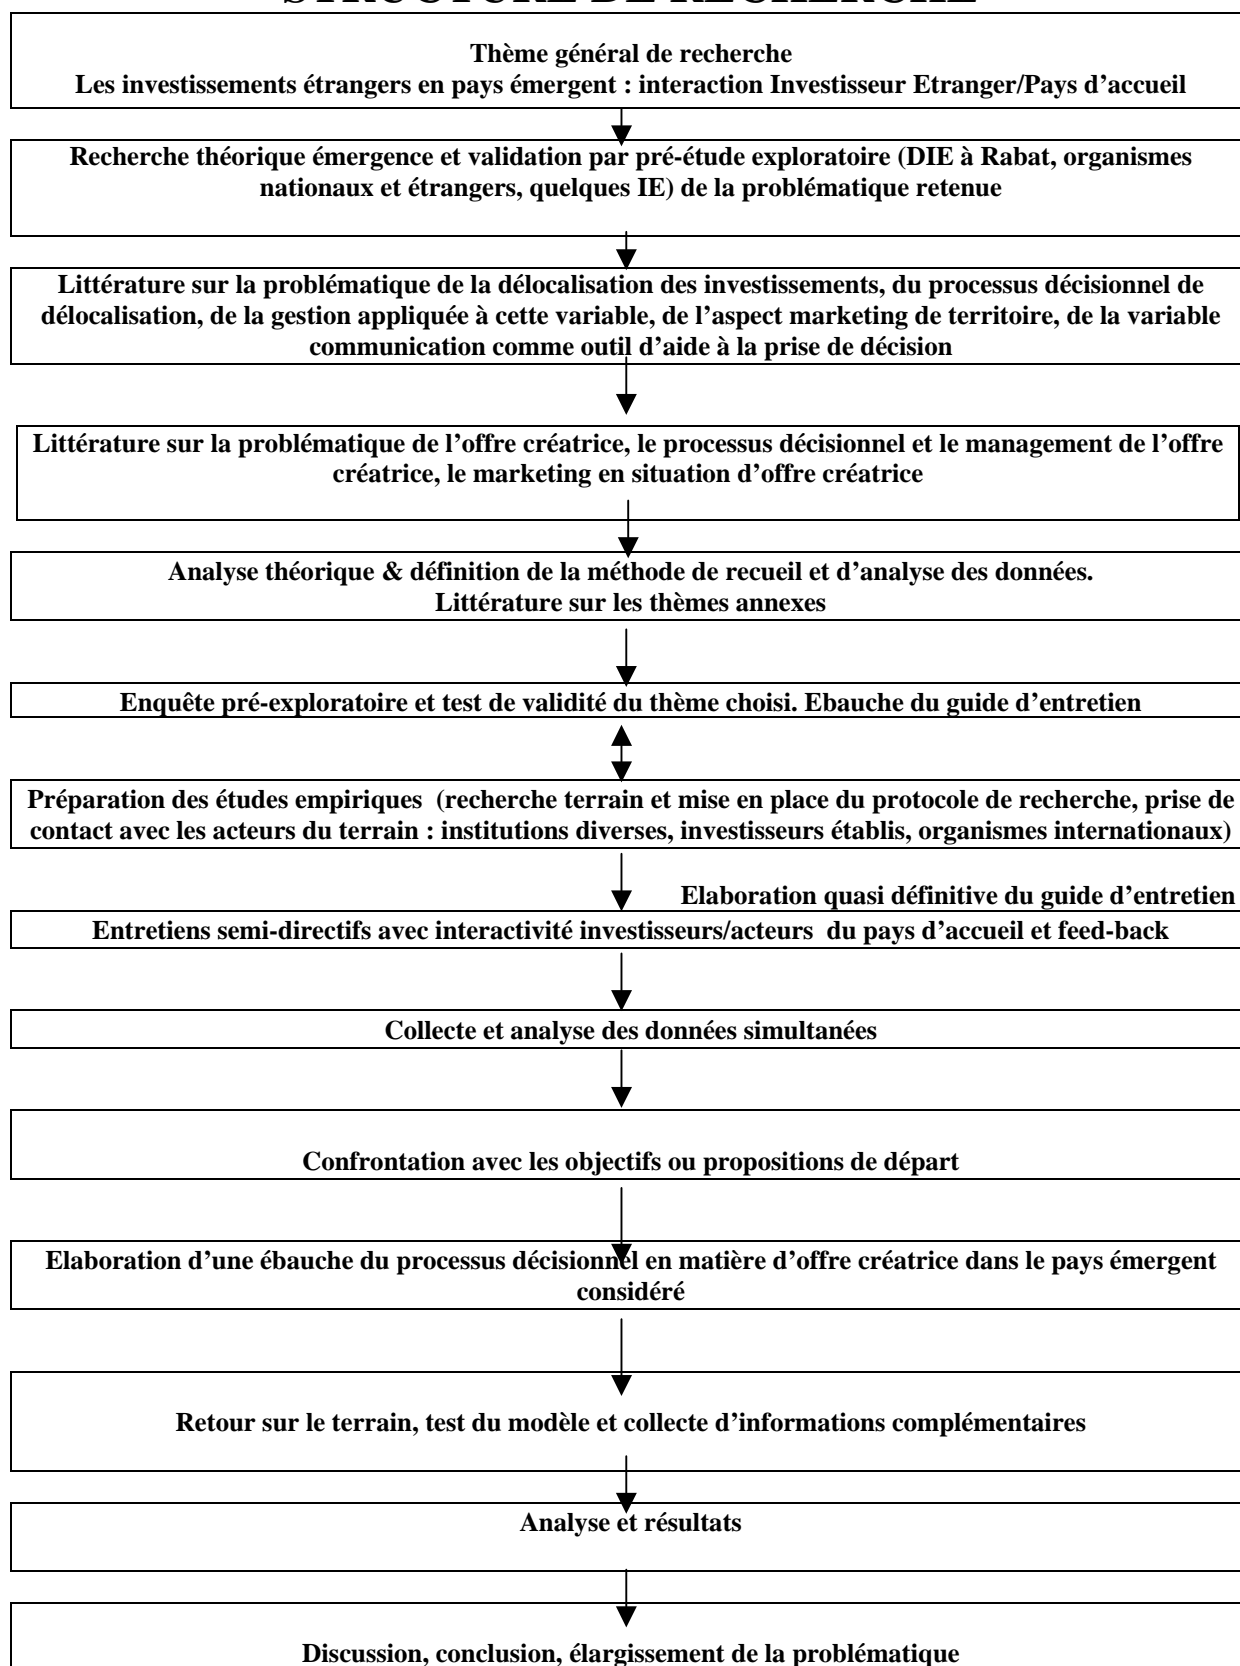 STRUCTURE DE RECHERCHE
Thème général de recherche
Les investissements étrangers en pays émergent : interaction Investisseur Etranger/Pays d’accueil
Recherche théorique émergence et validation par pré-étude exploratoire (DIE à Rabat, organismes
nationaux et étrangers, quelques IE) de la problématique retenue
Littérature sur la problématique de la délocalisation des investissements, du processus décisionnel de
délocalisation, de la gestion appliquée à cette variable, de l’aspect marketing de territoire, de la variable
communication comme outil d’aide à la prise de décision
Littérature sur la problématique de l’offre créatrice, le processus décisionnel et le management de l’offre
créatrice, le marketing en situation d’offre créatrice
Analyse théorique & définition de la méthode de recueil et d’analyse des données.
Littérature sur les thèmes annexes
Enquête pré-exploratoire et test de validité du thème choisi. Ebauche du guide d’entretien
Préparation des études empiriques (recherche terrain et mise en place du protocole de recherche, prise de
contact avec les acteurs du terrain : institutions diverses, investisseurs établis, organismes internationaux)
Elaboration quasi définitive du guide d’entretien
Entretiens semi-directifs avec interactivité investisseurs/acteurs du pays d’accueil et feed-back
Collecte et analyse des données simultanées
Confrontation avec les objectifs ou propositions de départ
Elaboration d’une ébauche du processus décisionnel en matière d’offre créatrice dans le pays émergent
considéré
Retour sur le terrain, test du modèle et collecte d’informations complémentaires
Analyse et résultats
Discussion, conclusion, élargissement de la problématique